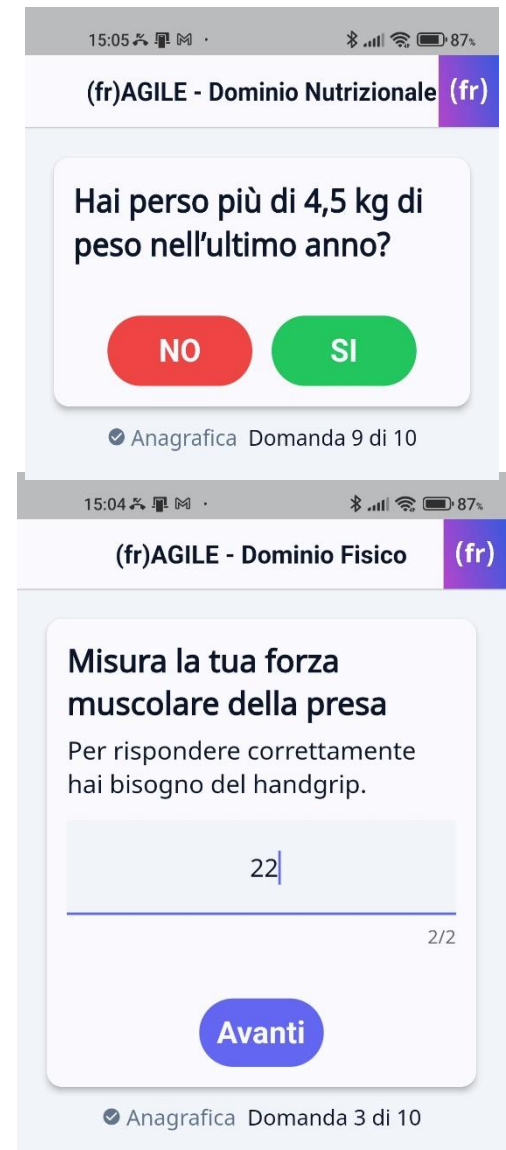 15:05 · 87%
(fr)AGILE - Dominio Nutrizionale (fr)
Hai perso più di 4,5 kg di
peso nell’ultimo anno?
NO SI
Anagrafica Domanda 9 di 10
15:04 · 87%
(fr)AGILE - Dominio Fisico (fr)
Misura la tua forza
muscolare della presa
Per rispondere correttamente
hai bisogno del handgrip.
22
2/2
Avanti
Anagrafica Domanda 3 di 10